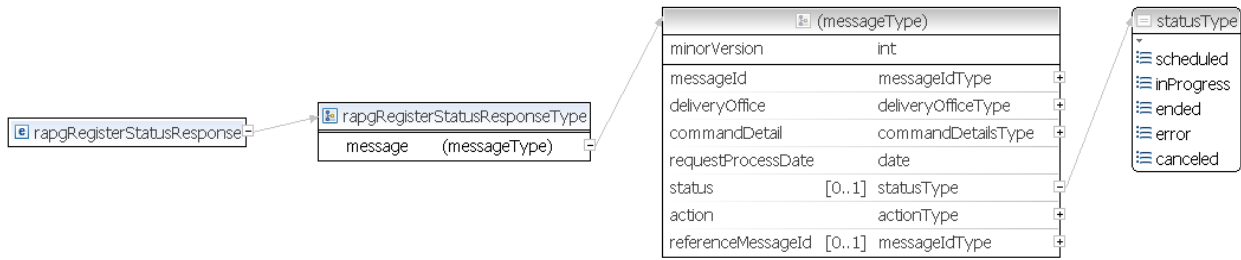 rapgRegisterStatusResponse
rapgRegisterStatusResponseType
message (messageType)
(messageType)
minorVersion int
messageId messageIdType
deliveryOffice deliveryOfficeType
commandDetail commandDetailsType
requestProcessDate date
status [0..1] statusType
action actionType
referenceMessageId [0..1] messageIdType
statusType
scheduled
inProgress
ended
error
canceled